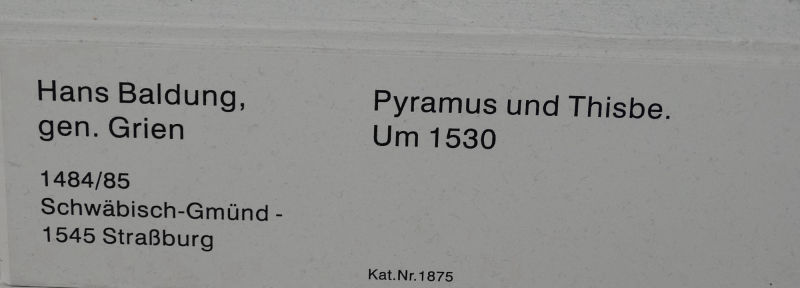 Hans Baldung,
gen. Grien
1484/85
Schwäbisch-Gmünd -
1545 Straßburg
Pyramus und Thisbe.
Um 1530
Kat.Nr.1875